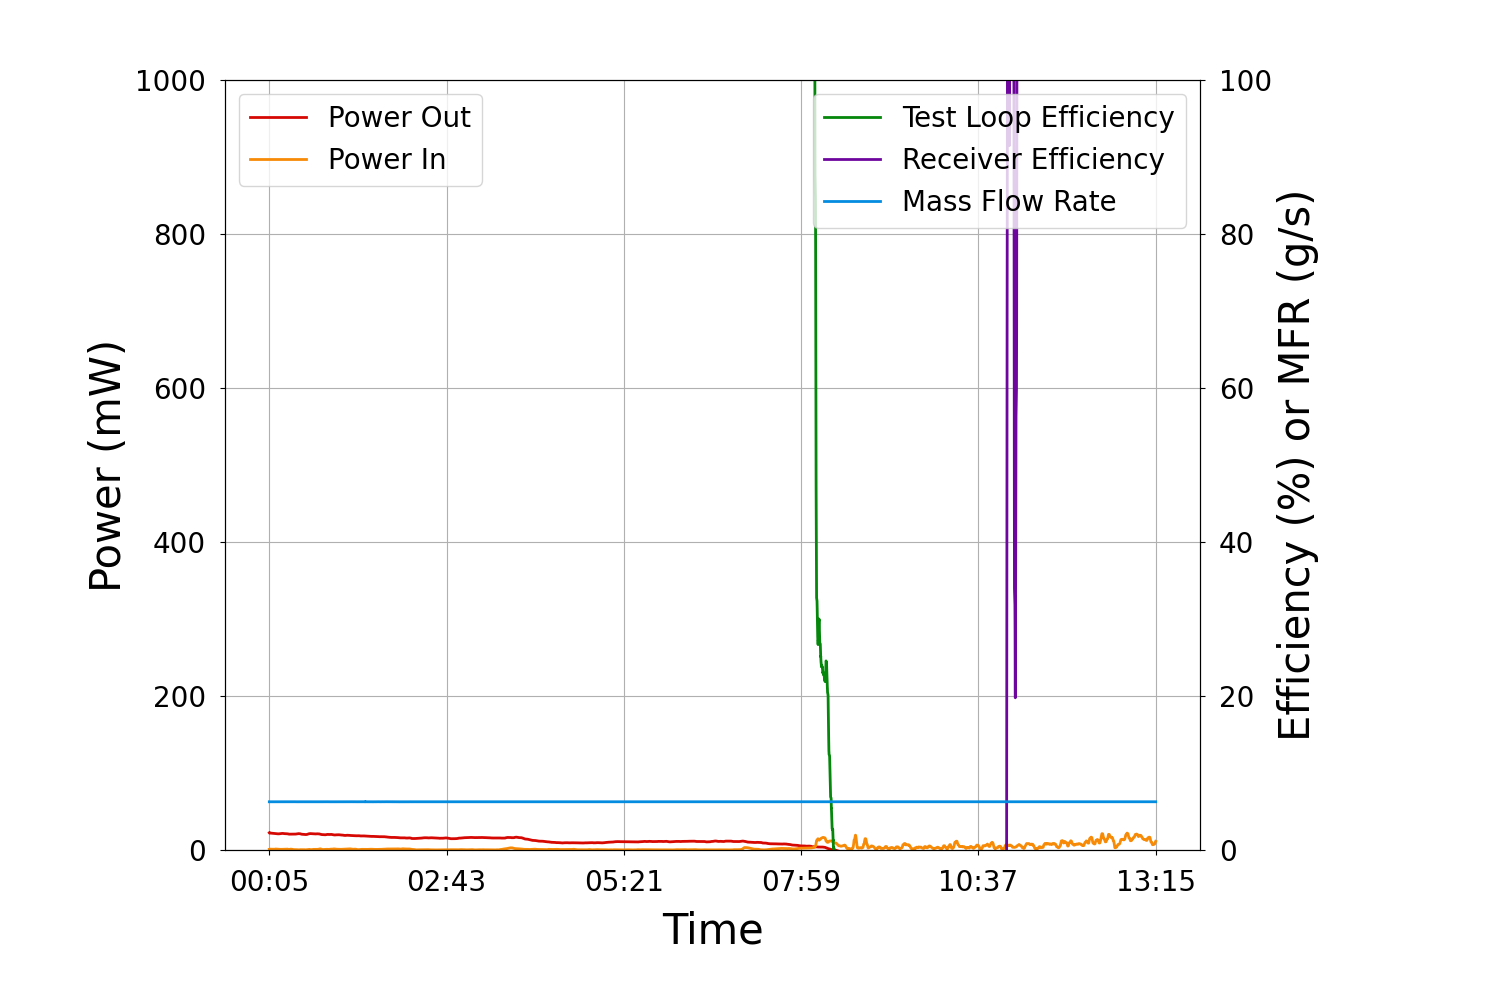 1000
800
600
400
200
0
Power (mW)
Power Out
Power In
Test Loop Efficiency
Receiver Efficiency
Mass Flow Rate
100
80
60
40
20
0
Efficiency (%) or MFR (g/s)
00:05 02:43 05:21 07:59 10:37 13:15
Time